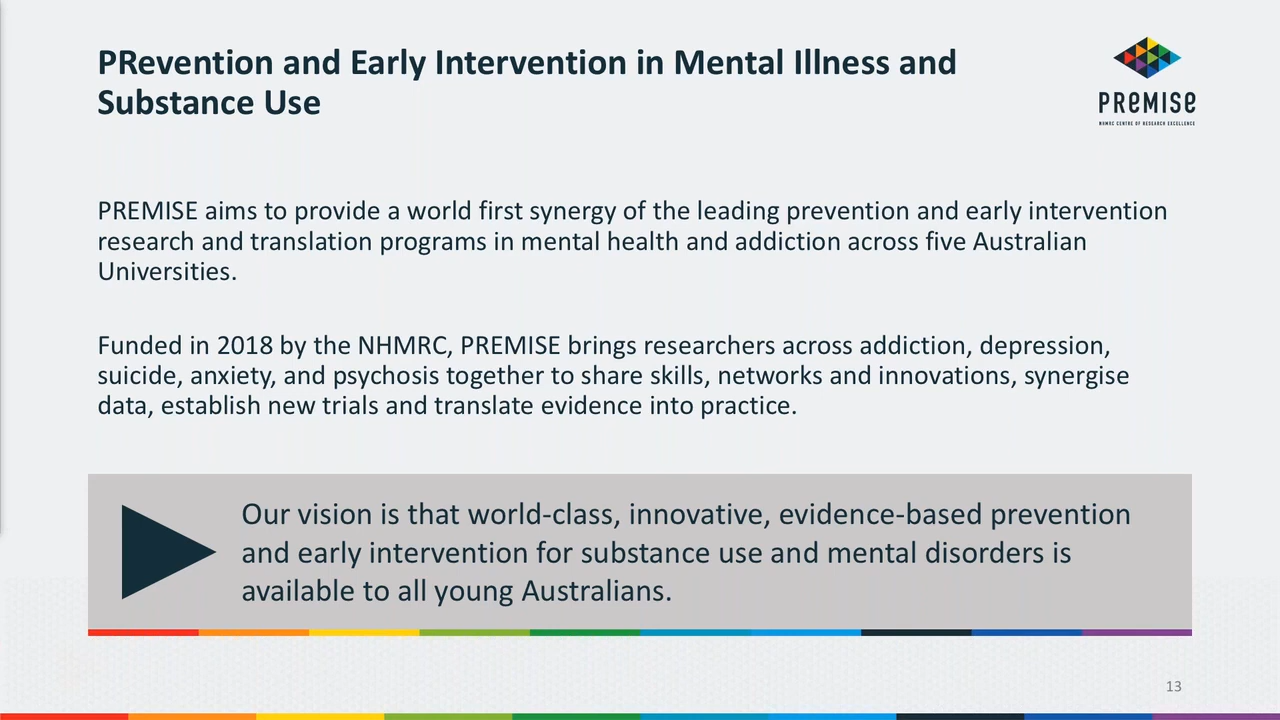 PRevention and Early Intervention in Mental Illness and
Substance Use
PREMISE
NHMRC CENTRE OF RESEARCH EXCELLENCE
PREMISE aims to provide a world first synergy of the leading prevention and early intervention
research and translation programs in mental health and addiction across five Australian
Universities.
Funded in 2018 by the NHMRC, PREMISE brings researchers across addiction, depression,
suicide, anxiety, and psychosis together to share skills, networks and innovations, synergise
data, establish new trials and translate evidence into practice.
Our vision is that world-class, innovative, evidence-based prevention
and early intervention for substance use and mental disorders is
available to all young Australians.
13